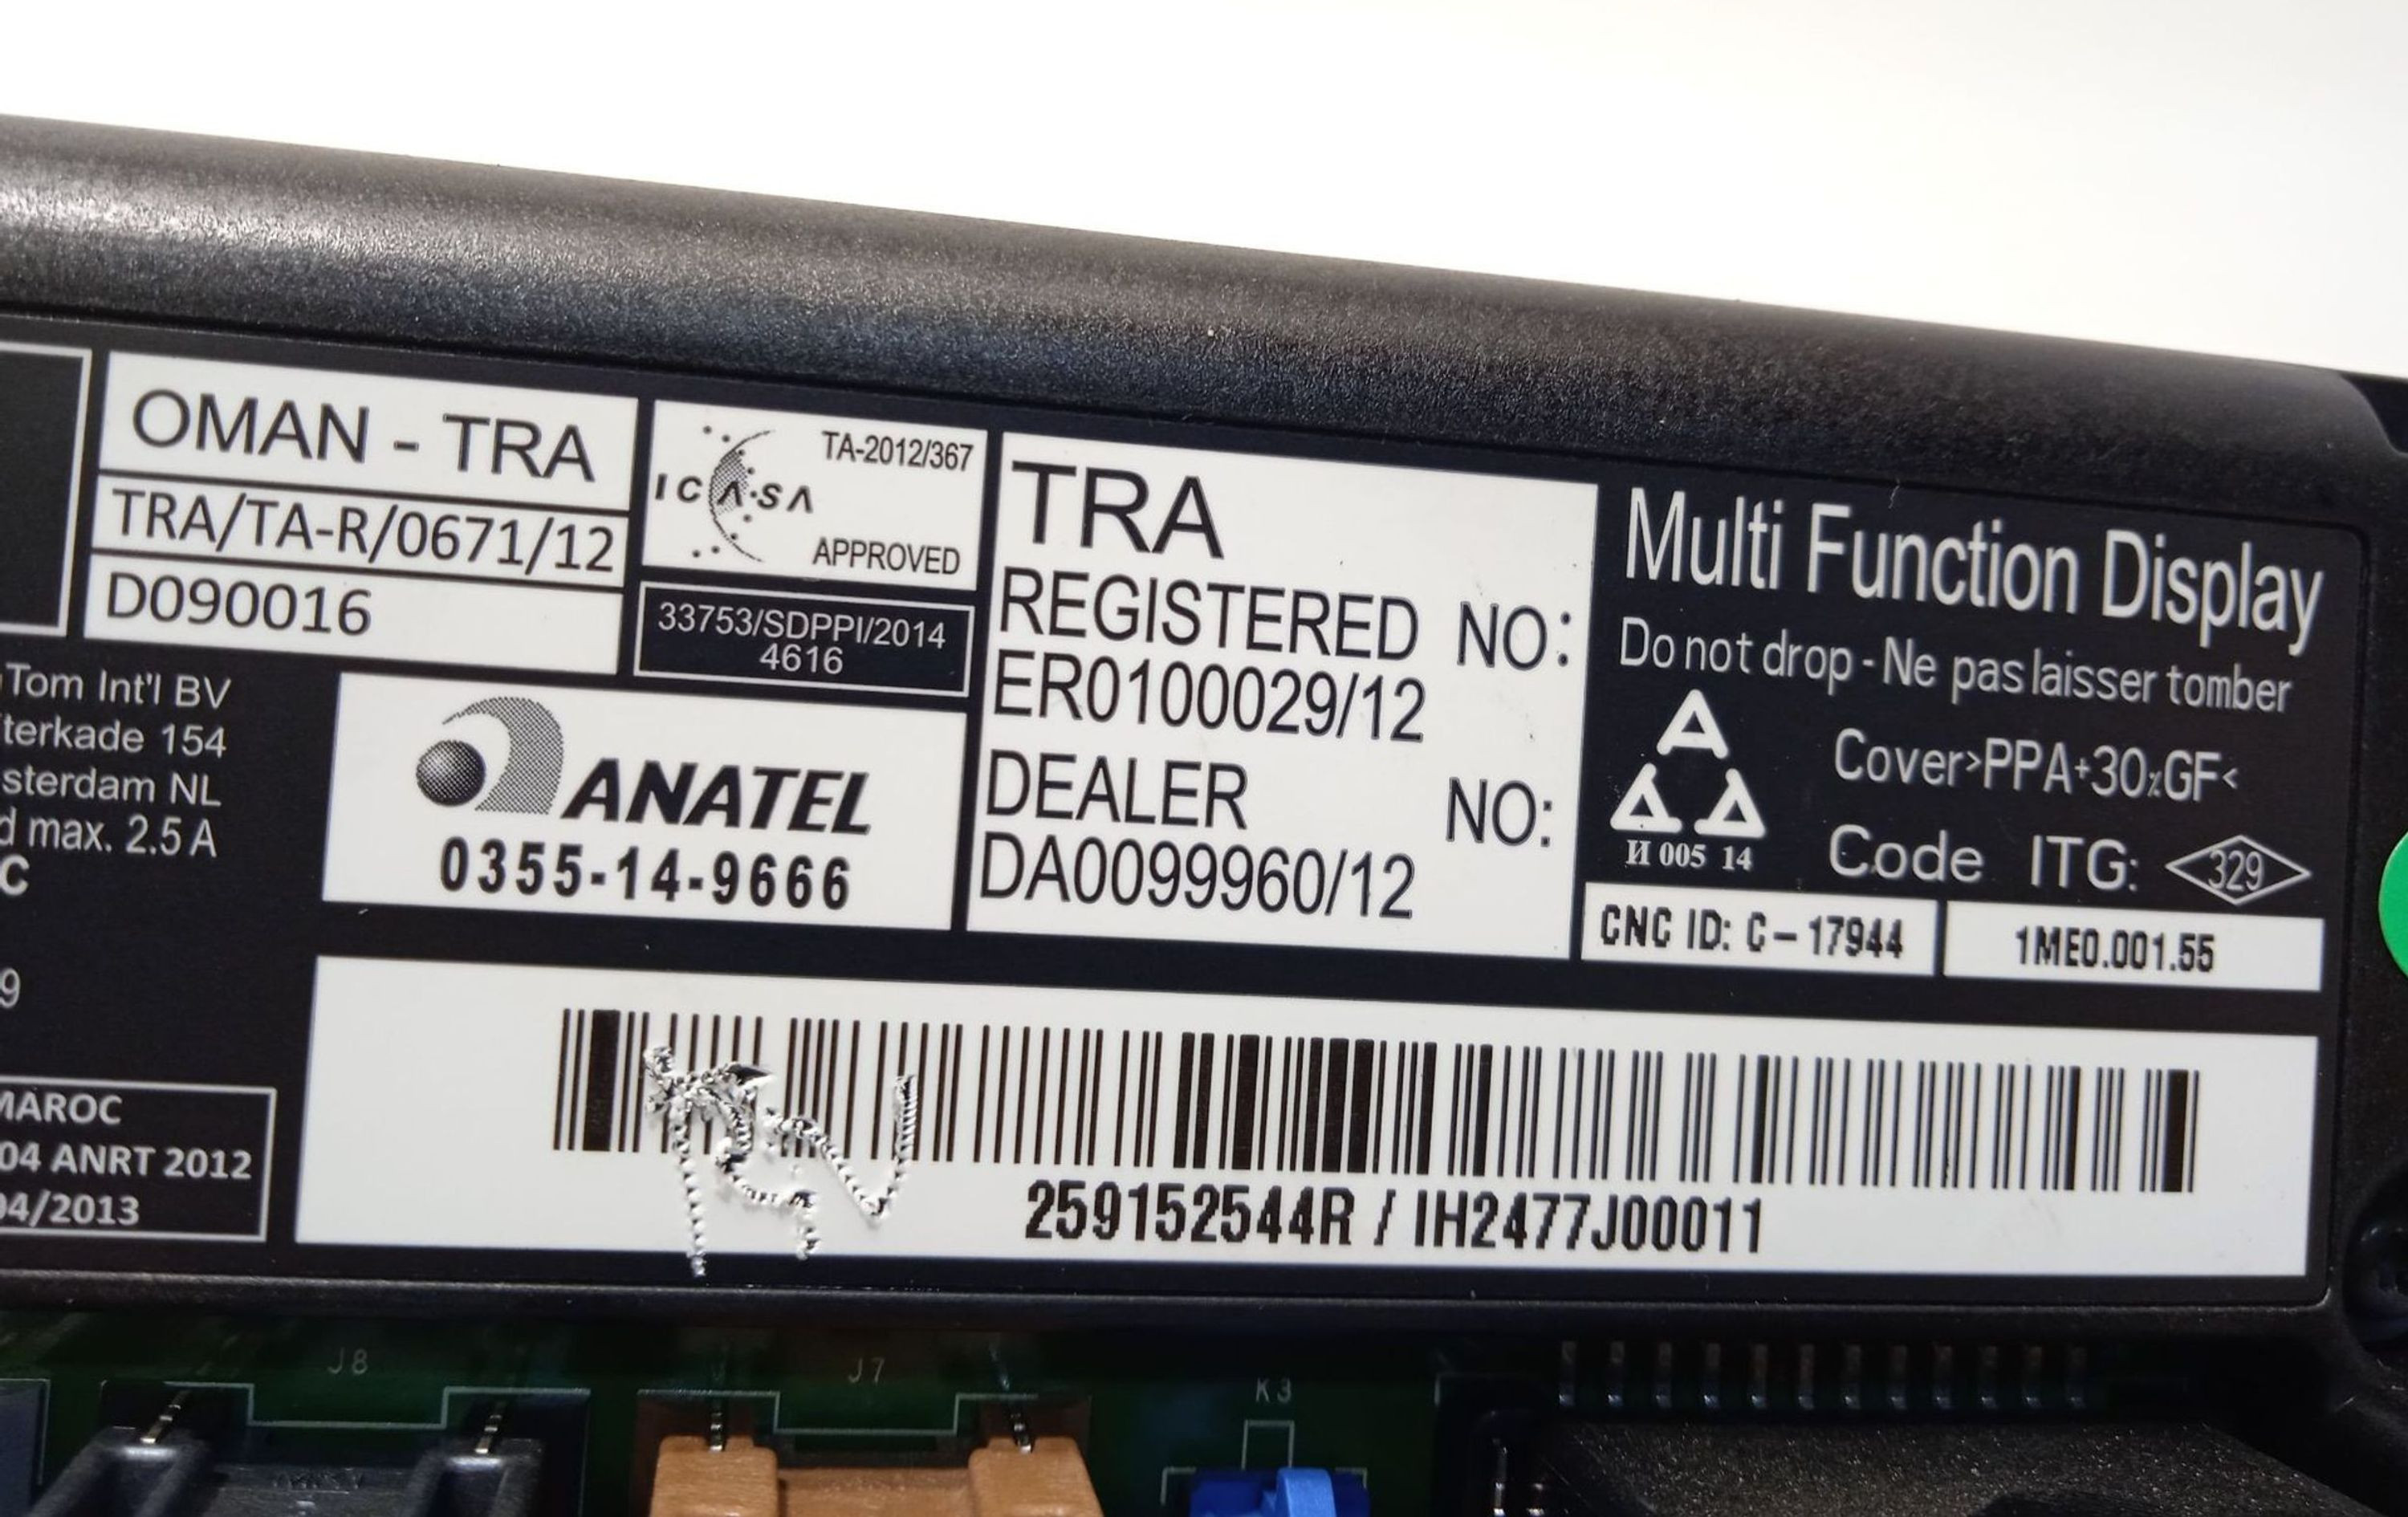 OMAN - TRA
TRA/TA-R/0671/12
D090016
ICASA
TA-2012/367
APPROVED
33753/SDPPI/2014
4616
TRA
REGISTERED NO:
ER0100029/12
DEALER NO:
DA0099960/12
Multi Function Display
Do not drop - Ne pas laisser tomber
Cover>PPA+30%GF<
И 005 14
Code ITG: 329
CNC ID: C-17944
1ME0.001.55
Tom Int'l BV
terkade 154
sterdam NL
d max. 2.5 A
C
9
ANATEL
0355-14-9666
MAROC
04 ANRT 2012
04/2013
259152544R / IH2477J00011
J8
J7
K3